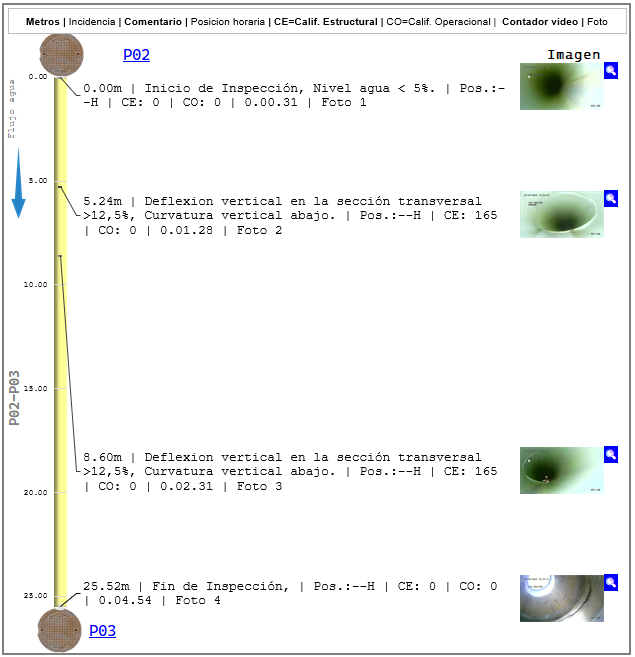 Metros | Incidencia | Comentario | Posicion horaria | CE=Calif. Estructural | CO=Calif. Operacional | Contador video | Foto
P02
Imagen
0.00
Flujo agua
0.00m | Inicio de Inspección, Nivel agua < 5%. | Pos.:-
-H | CE: 0 | CO: 0 | 0.00.31 | Foto 1
5.00
5.24m | Deflexion vertical en la sección transversal
>12,5%, Curvatura vertical abajo. | Pos.:--H | CE: 165
| CO: 0 | 0.01.28 | Foto 2
10.00
15.00
P02-P03
8.60m | Deflexion vertical en la sección transversal
>12,5%, Curvatura vertical abajo. | Pos.:--H | CE: 165
| CO: 0 | 0.02.31 | Foto 3
20.00
25.00
25.52m | Fin de Inspección, | Pos.:--H | CE: 0 | CO: 0
| 0.04.54 | Foto 4
P03